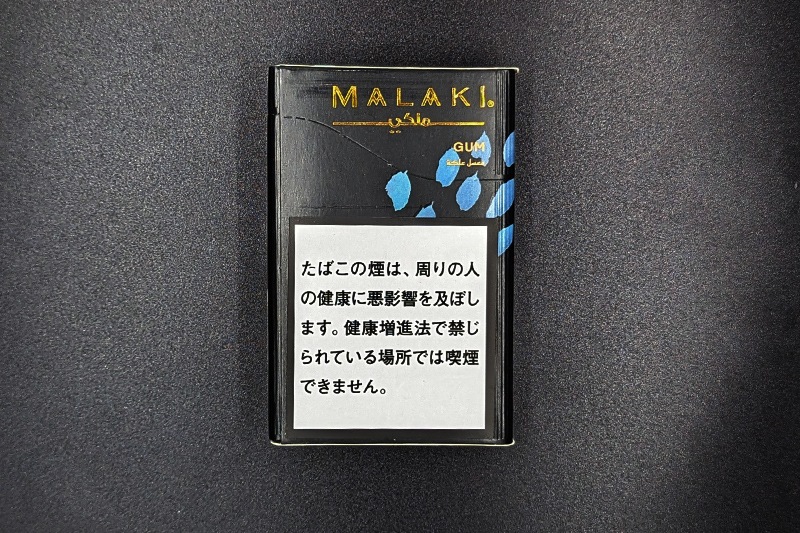 MALAKI®
ملكي
GUM
معسل علكة
たばこの煙は、周りの人
の健康に悪影響を及ぼし
ます。健康増進法で禁じ
られている場所では喫煙
できません。